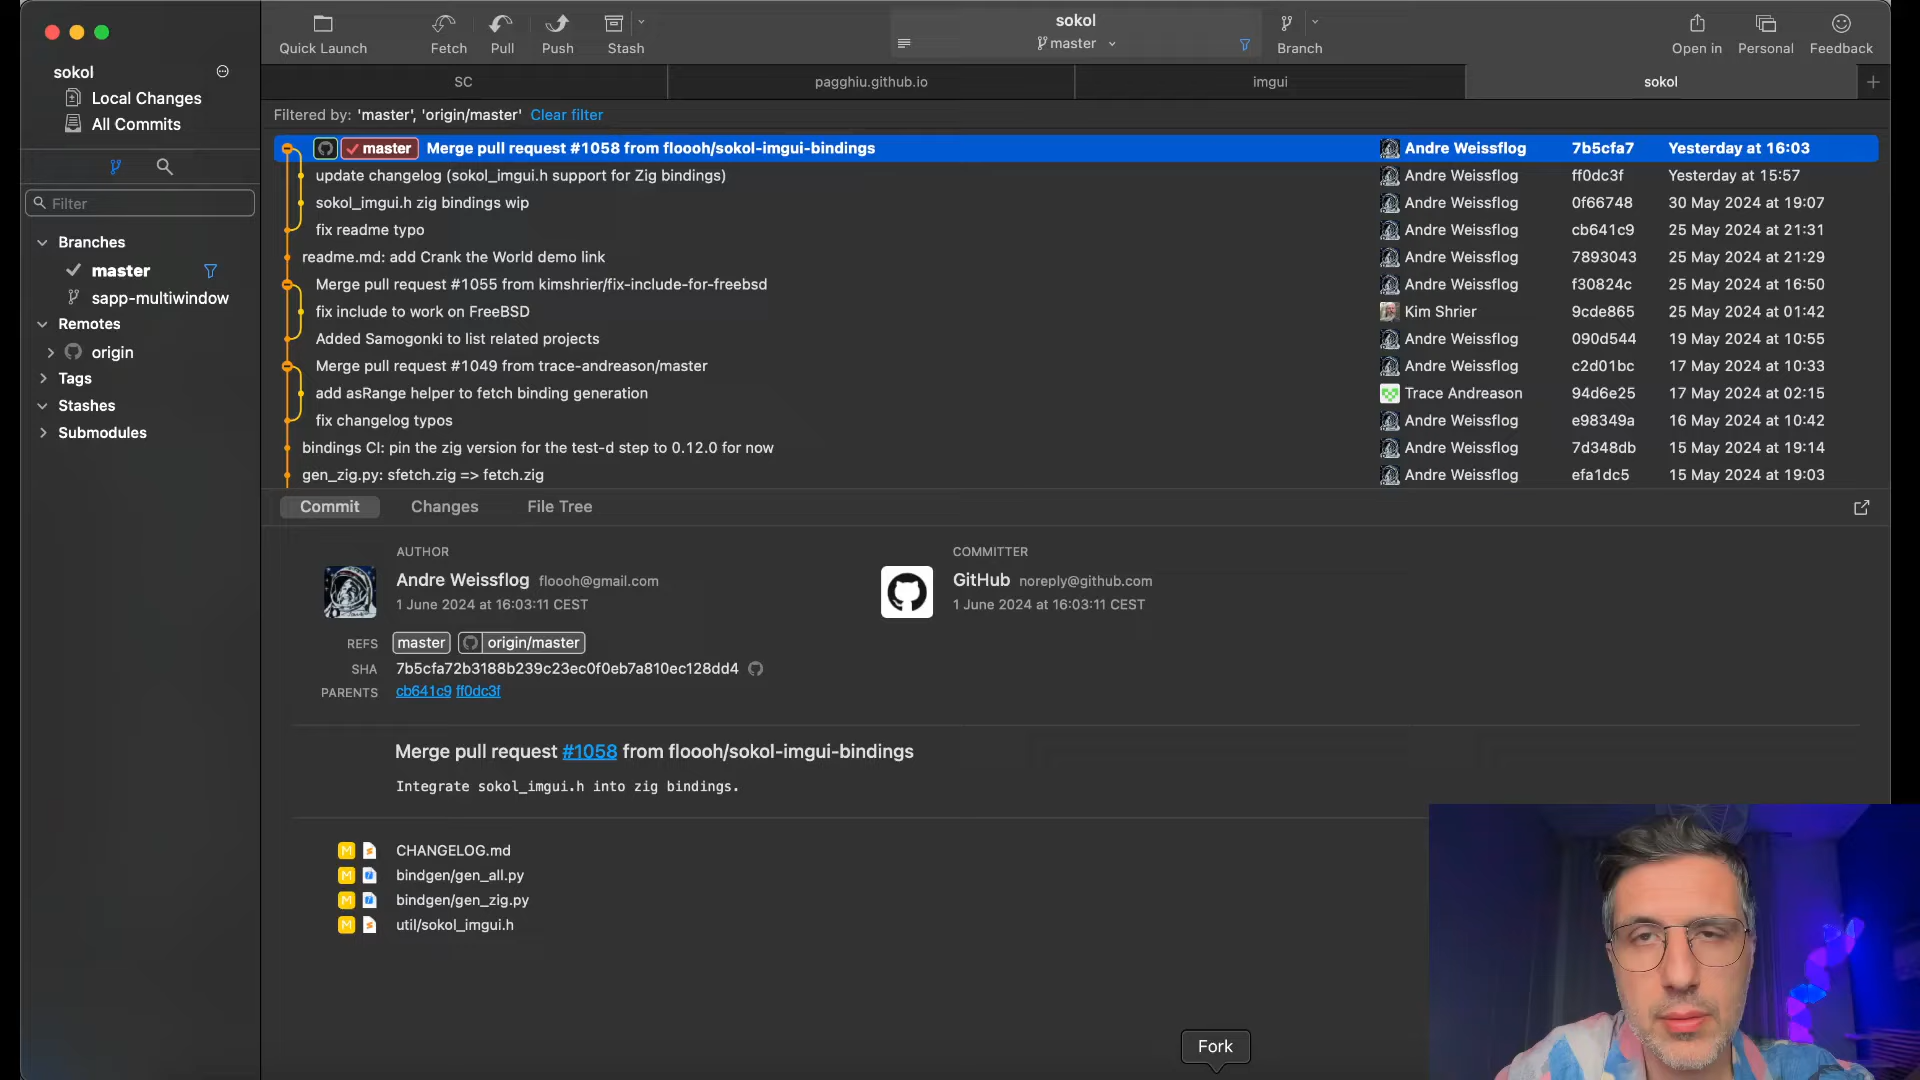 Quick Launch
Fetch
Pull
Push
Stash
sokol
master
Branch
Open in
Personal
Feedback
sokol
Local Changes
All Commits
Filter
Branches
master
sapp-multiwindow
Remotes
origin
Tags
Stashes
Submodules
SC
pagghiu.github.io
imgui
sokol
Filtered by: 'master', 'origin/master' Clear filter
master Merge pull request #1058 from floooh/sokol-imgui-bindings Andre Weissflog 7b5cfa7 Yesterday at 16:03
update changelog (sokol_imgui.h support for Zig bindings) Andre Weissflog ff0dc3f Yesterday at 15:57
sokol_imgui.h zig bindings wip Andre Weissflog 0f66748 30 May 2024 at 19:07
fix readme typo Andre Weissflog cb641c9 25 May 2024 at 21:31
readme.md: add Crank the World demo link Andre Weissflog 7893043 25 May 2024 at 21:29
Merge pull request #1055 from kimshrier/fix-include-for-freebsd Andre Weissflog f30824c 25 May 2024 at 16:50
fix include to work on FreeBSD Kim Shrier 9cde865 25 May 2024 at 01:42
Added Samogonki to list related projects Andre Weissflog 090d544 19 May 2024 at 10:55
Merge pull request #1049 from trace-andreason/master Andre Weissflog c2d01bc 17 May 2024 at 10:33
add asRange helper to fetch binding generation Trace Andreason 94d6e25 17 May 2024 at 02:15
fix changelog typos Andre Weissflog e98349a 16 May 2024 at 10:42
bindings CI: pin the zig version for the test-d step to 0.12.0 for now Andre Weissflog 7d348db 15 May 2024 at 19:14
gen_zig.py: sfetch.zig => fetch.zig Andre Weissflog efa1dc5 15 May 2024 at 19:03
Commit
Changes
File Tree
AUTHOR
Andre Weissflog floooh@gmail.com
1 June 2024 at 16:03:11 CEST
COMMITTER
GitHub noreply@github.com
1 June 2024 at 16:03:11 CEST
REFS master origin/master
SHA 7b5cfa72b3188b239c23ec0f0eb7a810ec128dd4
PARENTS cb641c9 ff0dc3f
Merge pull request #1058 from floooh/sokol-imgui-bindings
Integrate sokol_imgui.h into zig bindings.
M CHANGELOG.md
M bindgen/gen_all.py
M bindgen/gen_zig.py
M util/sokol_imgui.h
Fork